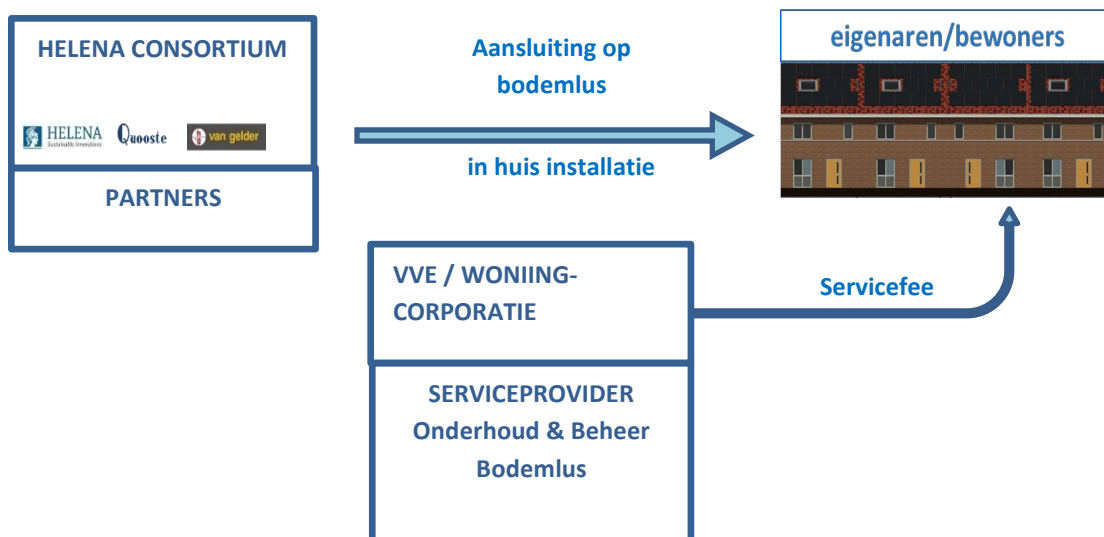 HELENA CONSORTIUM
HELENA
Sustainable Innovations
Quooste
van gelder
PARTNERS
Aansluiting op
bodemlus
in huis installatie
eigenaren/bewoners
VVE / WONIING-
CORPORATIE
Servicefee
SERVICEPROVIDER
Onderhoud & Beheer
Bodemlus